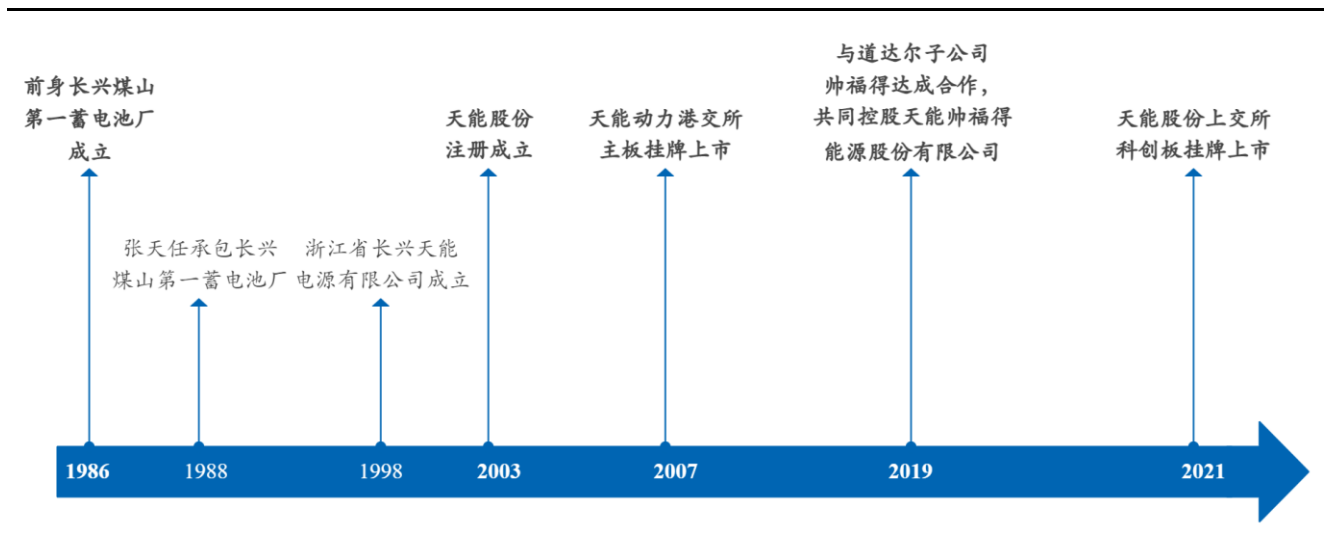 前身长兴煤山
第一蓄电池厂
成立
张天任承包长兴
煤山第一蓄电池厂
浙江省长兴天能
电源有限公司成立
天能股份
注册成立
天能动力港交所
主板挂牌上市
与道达尔子公司
帅福得达成合作，
共同控股天能帅福得
能源股份有限公司
天能股份上交所
科创板挂牌上市
1986
1988
1998
2003
2007
2019
2021